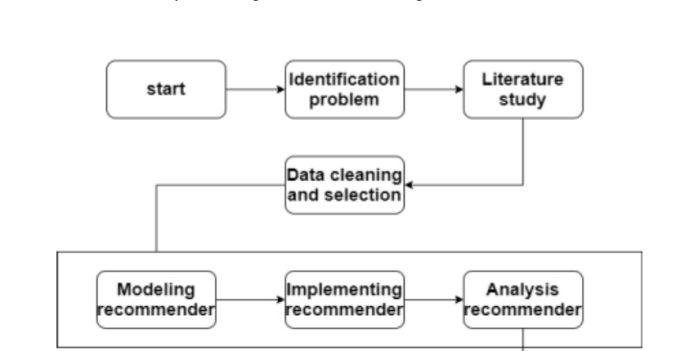 start
Identification
problem
Literature
study
Data cleaning
and selection
Modeling
recommender
Implementing
recommender
Analysis
recommender